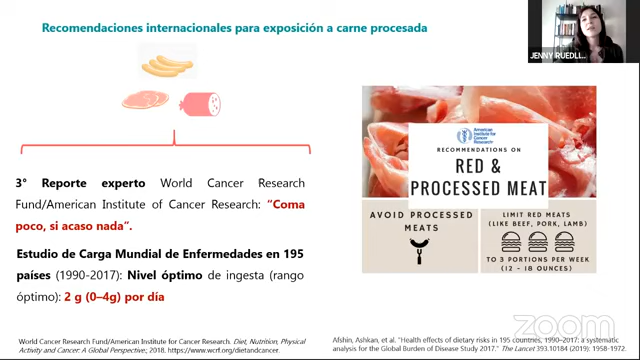 Recomendaciones internacionales para exposición a carne procesada
JENNY RUEDLL...
3° Reporte experto World Cancer Research
Fund/American Institute of Cancer Research: "Coma
poco, si acaso nada".
Estudio de Carga Mundial de Enfermedades en 195
países (1990-2017): Nivel óptimo de ingesta (rango
óptimo): 2 g (0–4g) por día
American
Institute for
Cancer
Research
RECOMMENDATIONS ON
RED &
PROCESSED MEAT
AVOID PROCESSED
MEATS
LIMIT RED MEATS
(LIKE BEEF, PORK, LAMB)
TO 3 PORTIONS PER WEEK
(12 - 18 OUNCES)
World Cancer Research Fund/American Institute for Cancer Research. Diet, Nutrition, Physical
Activity and Cancer: A Global Perspective; 2018. https://www.wcrf.org/dietandcancer.
Afshin, Ashkan, et al. "Health effects of dietary risks in 195 countries, 1990–2017: a systematic
analysis for the Global Burden of Disease Study 2017." The Lancet 393.10184 (2019): 1958-1972.
zoom